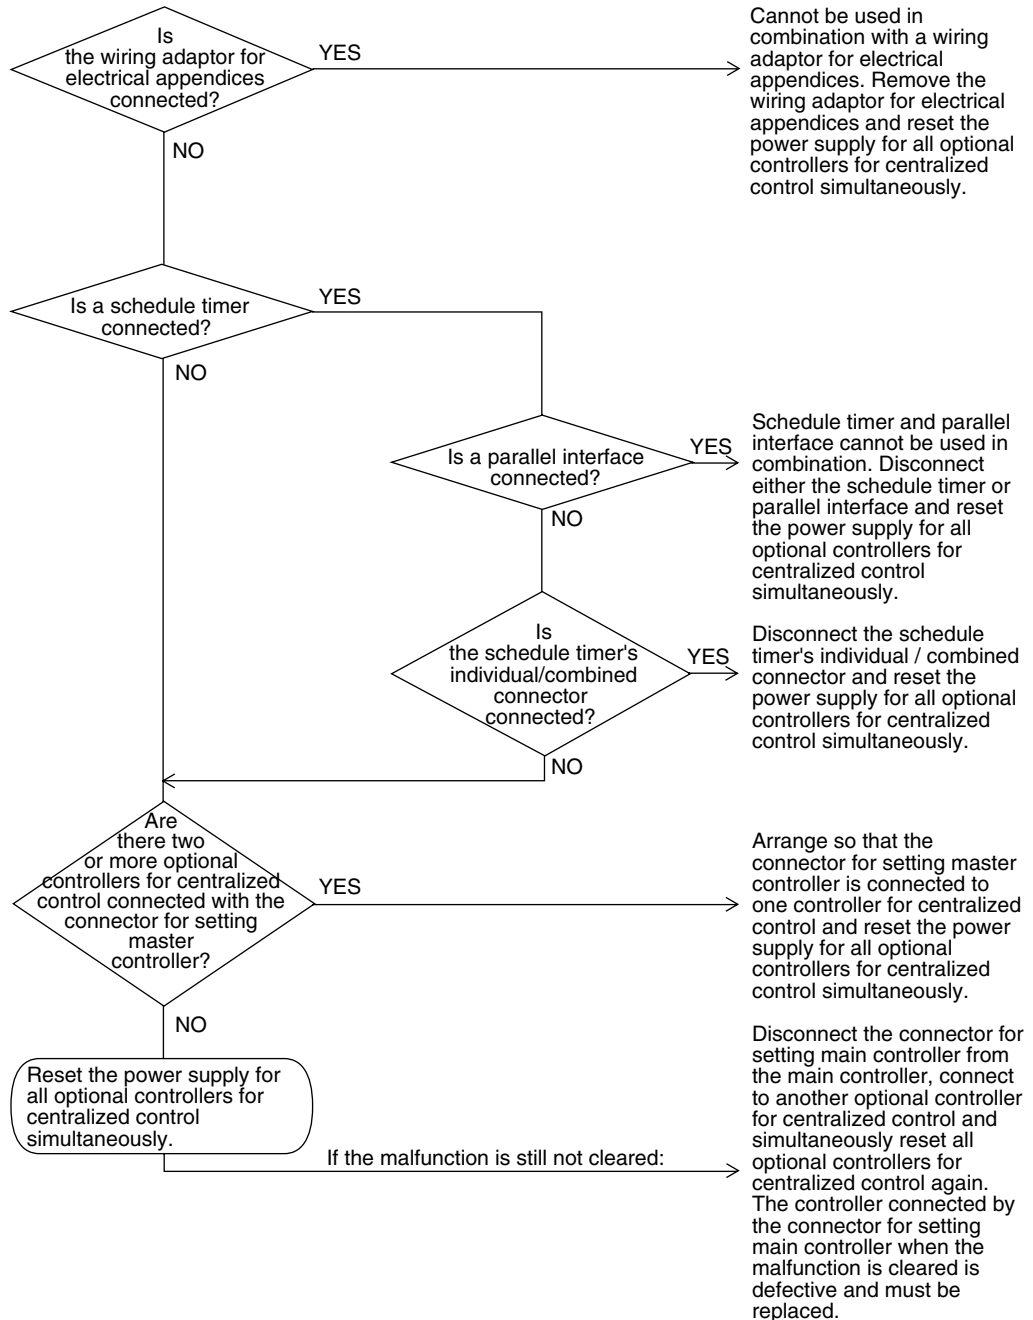 Is
the wiring adaptor for
electrical appendices
connected?
YES
Cannot be used in
combination with a wiring
adaptor for electrical
appendices. Remove the
wiring adaptor for electrical
appendices and reset the
power supply for all optional
controllers for centralized
control simultaneously.
NO
Is a schedule timer
connected?
YES
NO
Is a parallel interface
connected?
YES
Schedule timer and parallel
interface cannot be used in
combination. Disconnect
either the schedule timer or
parallel interface and reset
the power supply for all
optional controllers for
centralized control
simultaneously.
NO
Is
the schedule timer's
individual/combined
connector
connected?
YES
Disconnect the schedule
timer's individual / combined
connector and reset the
power supply for all optional
controllers for centralized
control simultaneously.
NO
Are
there two
or more optional
controllers for centralized
control connected with the
connector for setting
master
controller?
YES
Arrange so that the
connector for setting master
controller is connected to
one controller for centralized
control and reset the power
supply for all optional
controllers for centralized
control simultaneously.
NO
Reset the power supply for
all optional controllers for
centralized control
simultaneously.
If the malfunction is still not cleared:
Disconnect the connector for
setting main controller from
the main controller, connect
to another optional controller
for centralized control and
simultaneously reset all
optional controllers for
centralized control again.
The controller connected by
the connector for setting
main controller when the
malfunction is cleared is
defective and must be
replaced.